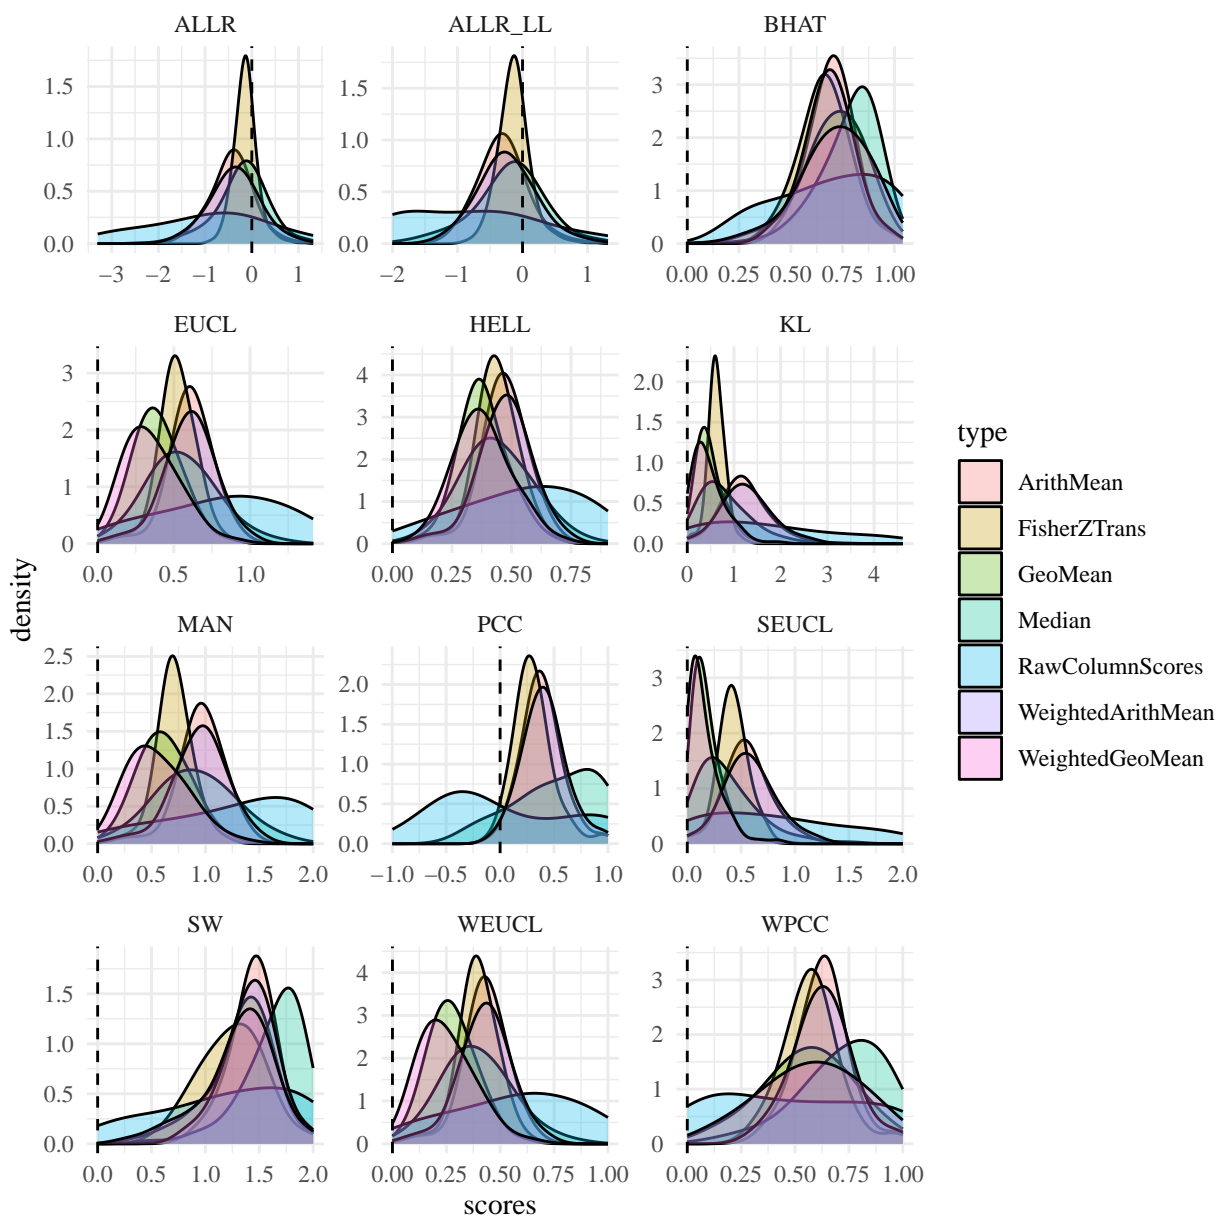 ALLR ALLR_LL BHAT
0.0 0.5 1.0 1.5
−3 −2 −1 0 1
0.0 0.5 1.0 1.5
−2 −1 0 1
0 1 2 3
0.00 0.25 0.50 0.75 1.00
EUCL HELL KL
0 1 2 3
0.0 0.5 1.0
0 1 2 3 4
0.00 0.25 0.50 0.75
0.0 0.5 1.0 1.5 2.0
0 1 2 3 4
MAN PCC SEUCL
0.0 0.5 1.0 1.5 2.0 2.5
0.0 0.5 1.0 1.5 2.0
0.0 0.5 1.0 1.5 2.0
−1.0 −0.5 0.0 0.5 1.0
0 1 2 3
0.0 0.5 1.0 1.5 2.0
SW WEUCL WPCC
0.0 0.5 1.0 1.5
0.0 0.5 1.0 1.5 2.0
0 1 2 3 4
0.00 0.25 0.50 0.75 1.00
0 1 2 3
0.00 0.25 0.50 0.75 1.00
density
scores
type
ArithMean
FisherZTrans
GeoMean
Median
RawColumnScores
WeightedArithMean
WeightedGeoMean